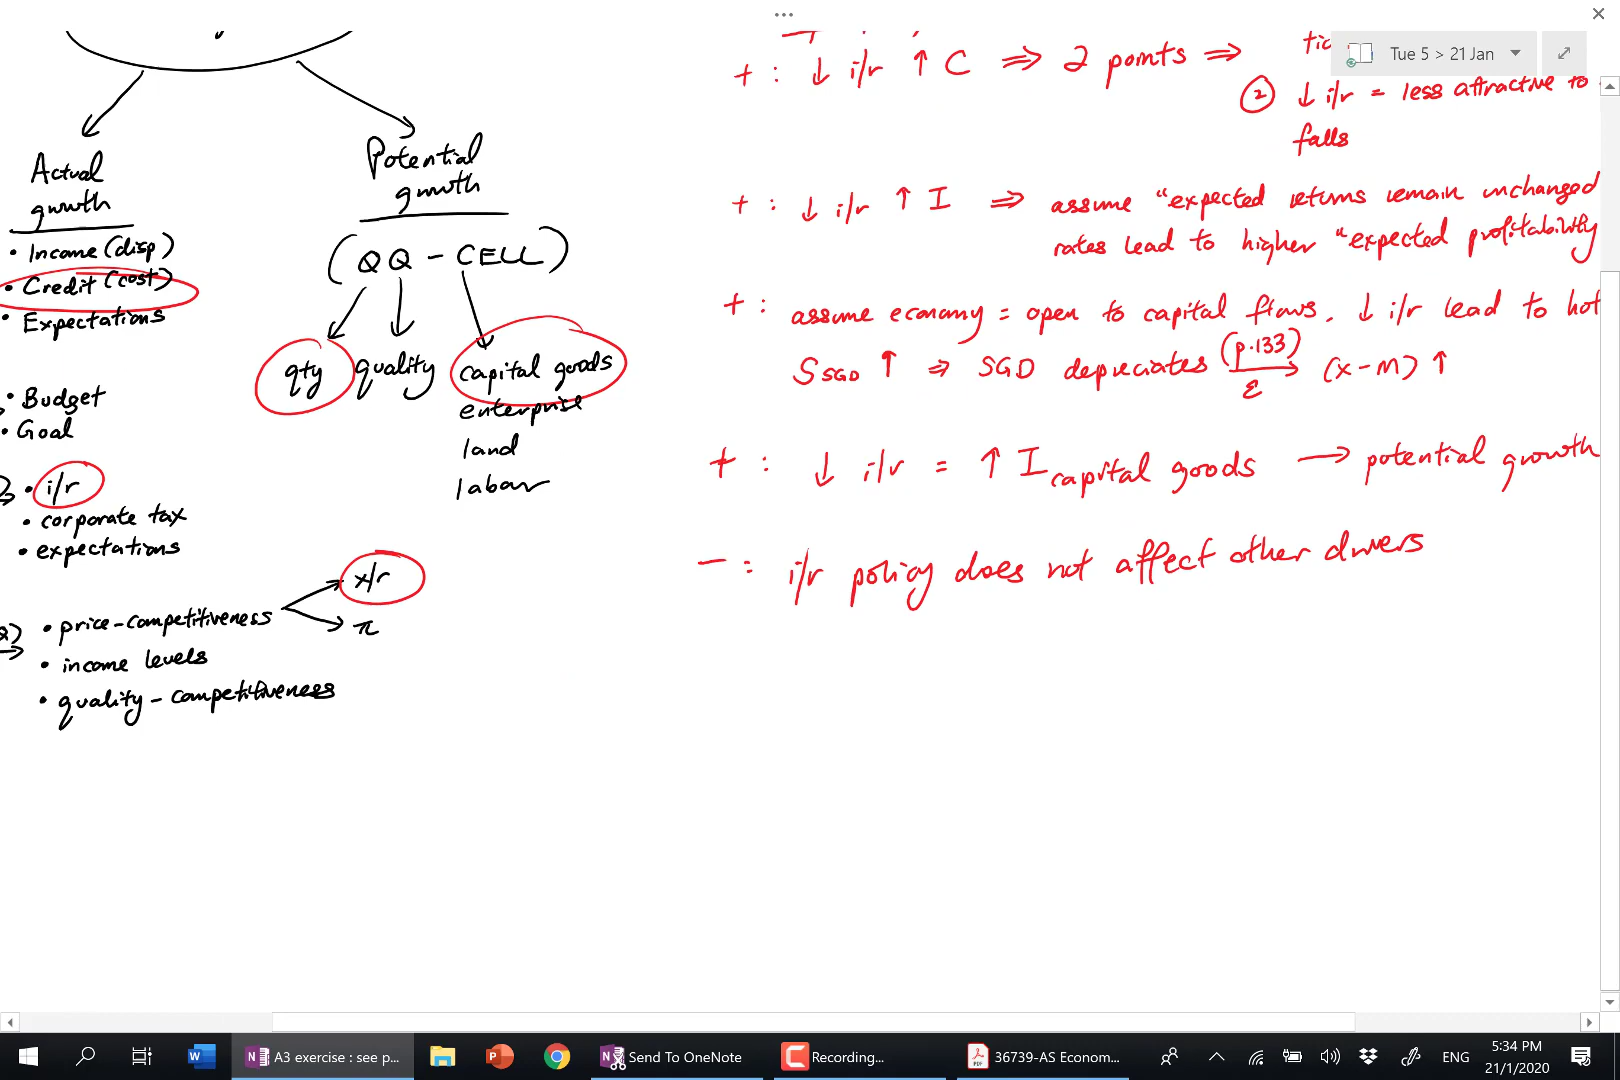 Tue 5 > 21 Jan
+ : ↓ i/r ↑ C ⇒ 2 points ⇒
② ↓ i/r = less attractive to
falls
Actual
growth
• Income (disp)
• Credit (cost)
• Expectations
• Budget
• Goal
• i/r
• corporate tax
• expectations
• price-competitiveness
x/r
π
• income levels
• quality-competitiveness
Potential
growth
(QQ - CELL)
qty quality capital goods
enterprise
land
labour
+ : ↓ i/r ↑ I ⇒ assume "expected returns remain unchanged
rates lead to higher "expected profitability
+ : assume economy = open to capital flows. ↓ i/r lead to hot
S SGD ↑ ⇒ SGD depreciates (p.133) ε → (x-m) ↑
+ : ↓ i/r = ↑ I capital goods → potential growth
- : i/r policy does not affect other drivers
A3 exercise : see p...
Send To OneNote
Recording...
36739-AS Econom...
ENG
5:34 PM
21/1/2020